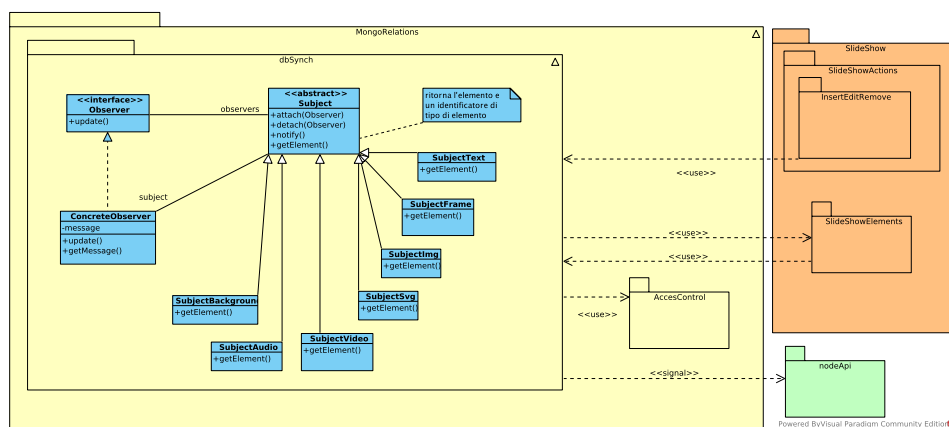 MongoRelations
dbSynch
<<interface>>
Observer
+update()
observers
<<abstract>>
Subject
+attach(Observer)
+detach(Observer)
+notify()
+getElement()
ritorna l'elemento e
un identificatore di
tipo di elemento
SubjectText
+getElement()
SubjectFrame
+getElement()
SubjectImg
+getElement()
SubjectSvg
+getElement()
SubjectVideo
+getElement()
SubjectAudio
+getElement()
SubjectBackgroun
+getElement()
subject
ConcreteObserver
-message
+update()
+getMessage()
SlideShow
SlideShowActions
InsertEditRemove
<<use>>
SlideShowElements
<<use>>
<<use>>
AccesControl
<<use>>
<<signal>>
nodeApi
Powered ByVisual Paradigm Community Edition